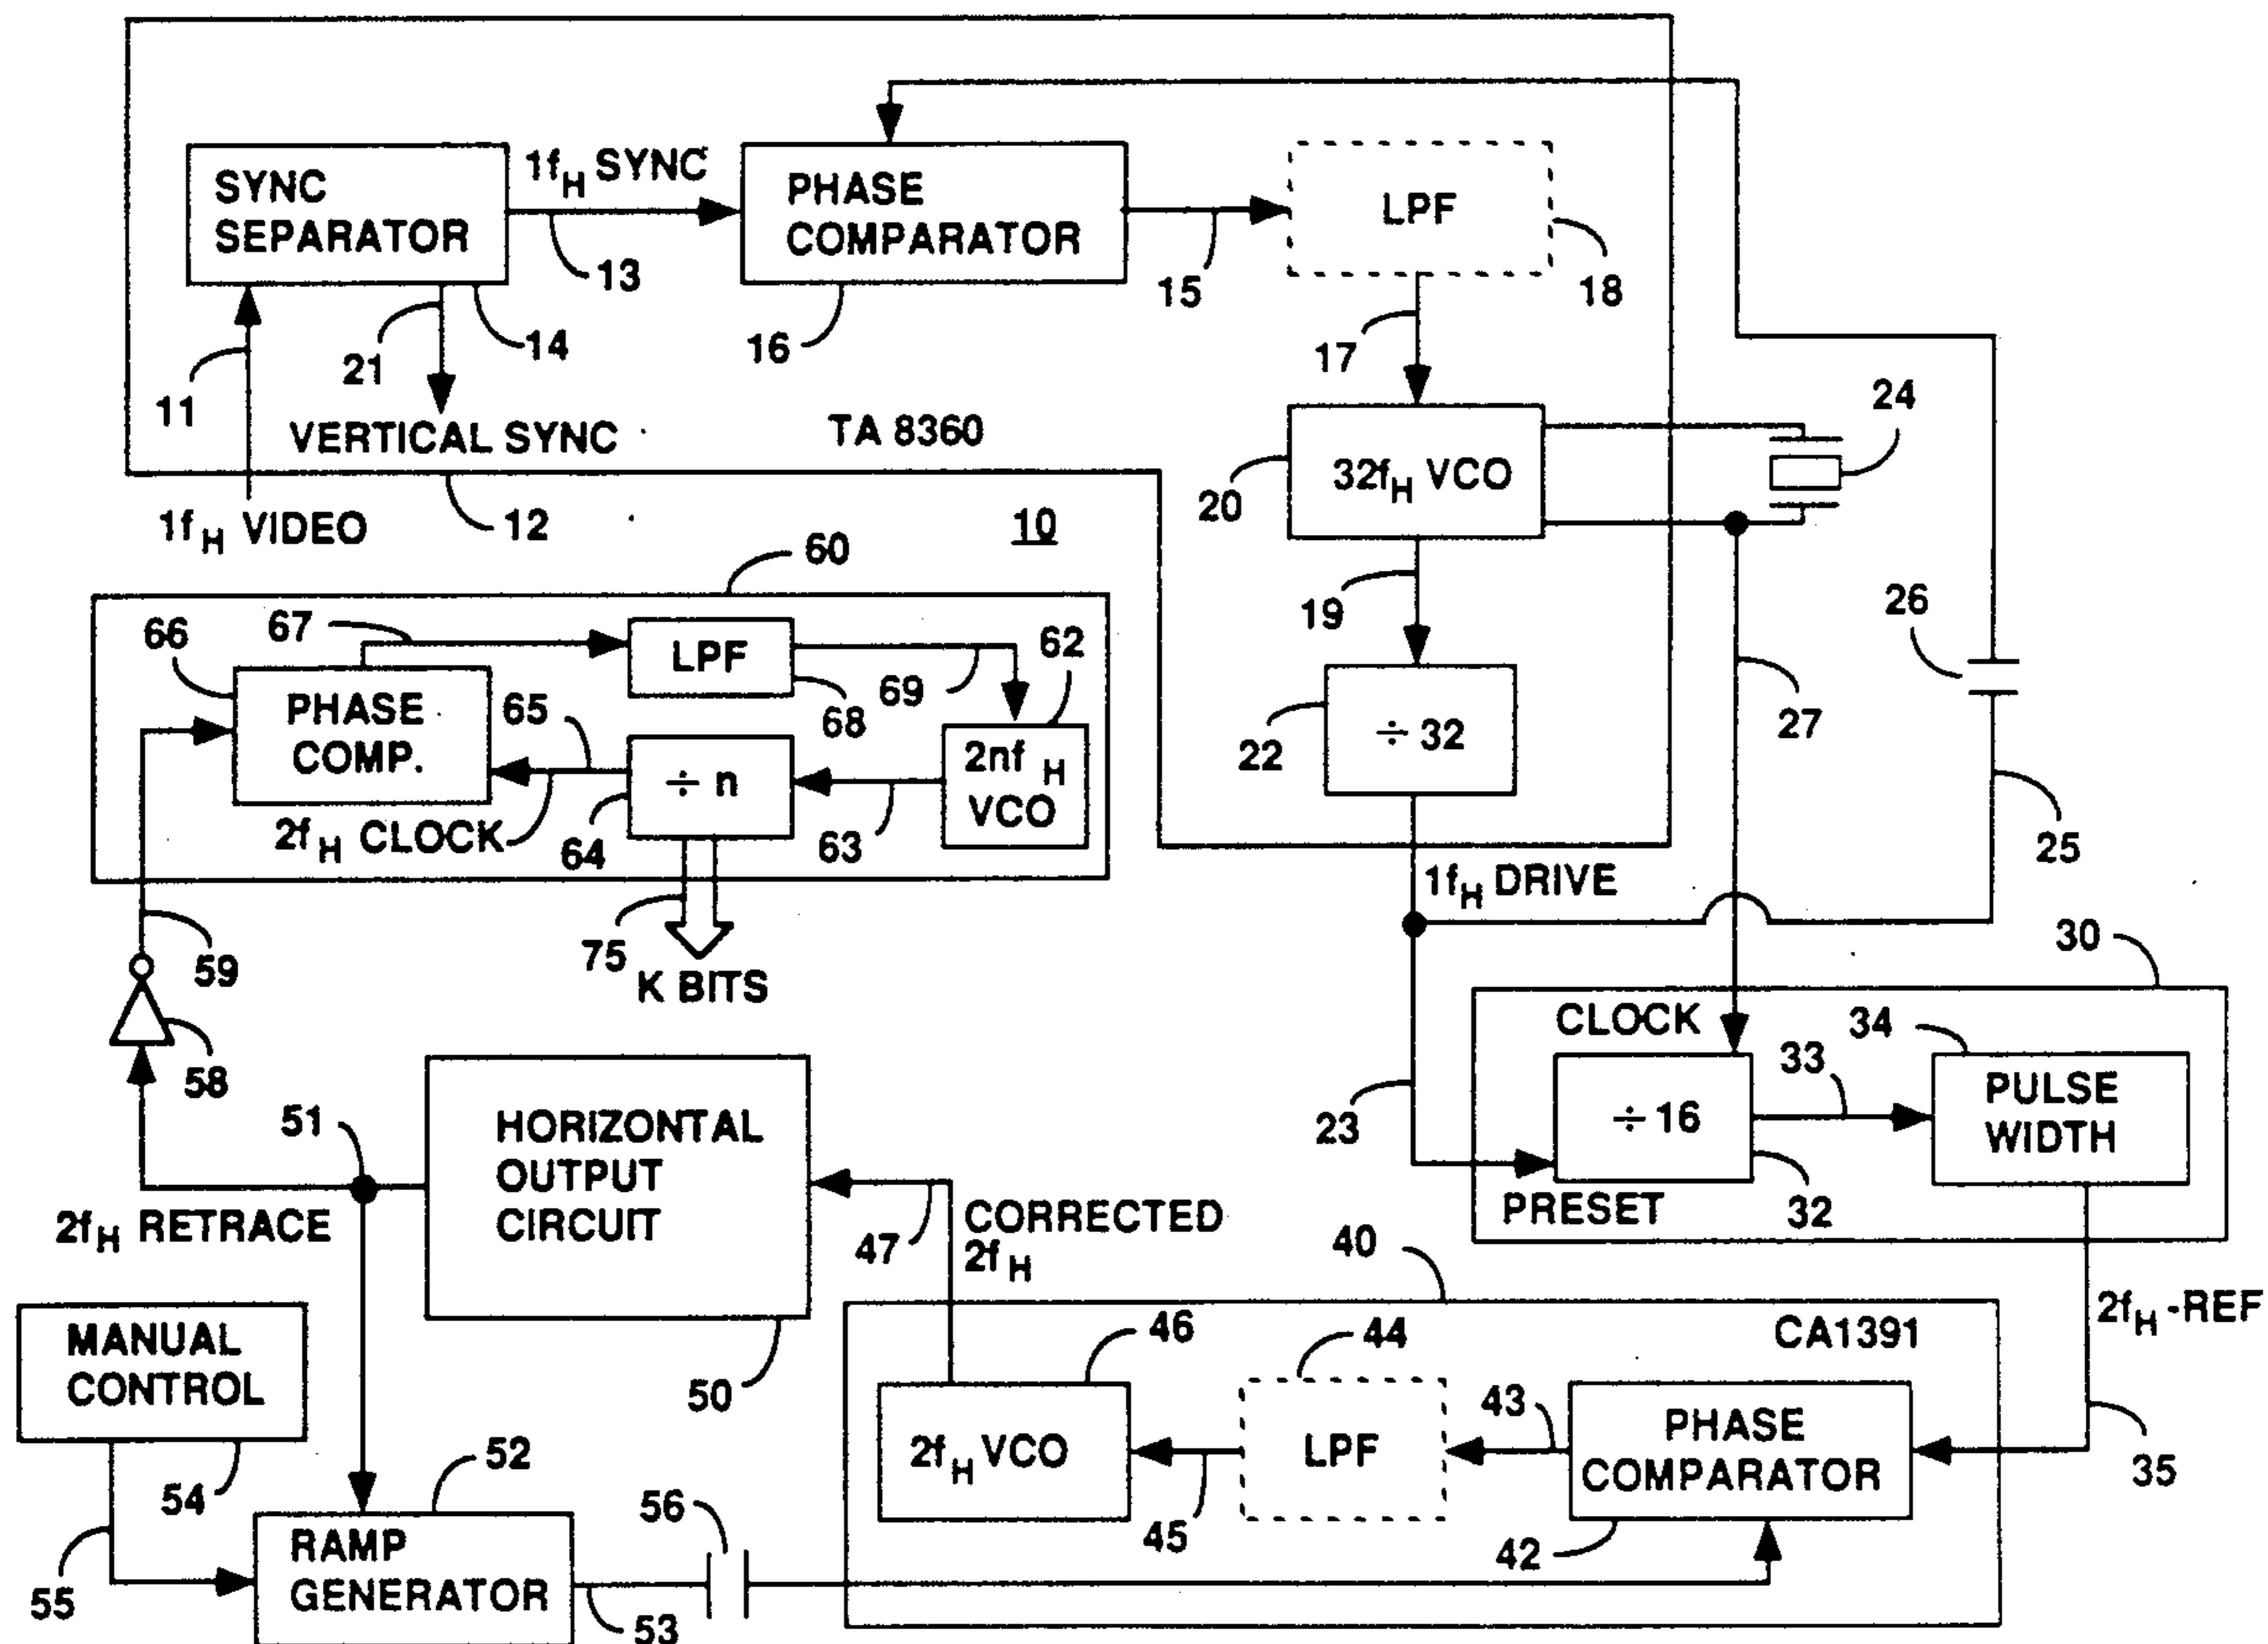 1fH SYNC
SYNC
SEPARATOR
PHASE
COMPARATOR
LPF
13
15
18
16
14
21
11
17
24
VERTICAL SYNC
TA 8360
32fH VCO
20
1fH VIDEO
12
10
60
19
26
66
67
LPF
62
PHASE
COMP.
65
69
68
27
22
÷ 32
÷ n
2nfH
VCO
2fH CLOCK
64
63
25
1fH DRIVE
59
75
K BITS
30
CLOCK
34
58
33
51
HORIZONTAL
OUTPUT
CIRCUIT
23
÷ 16
PULSE
WIDTH
2fH RETRACE
47
CORRECTED
2fH
PRESET
32
40
MANUAL
CONTROL
46
44
CA1391
2fH-REF
50
43
54
52
2fH VCO
LPF
PHASE
COMPARATOR
35
56
45
42
RAMP
GENERATOR
55
53